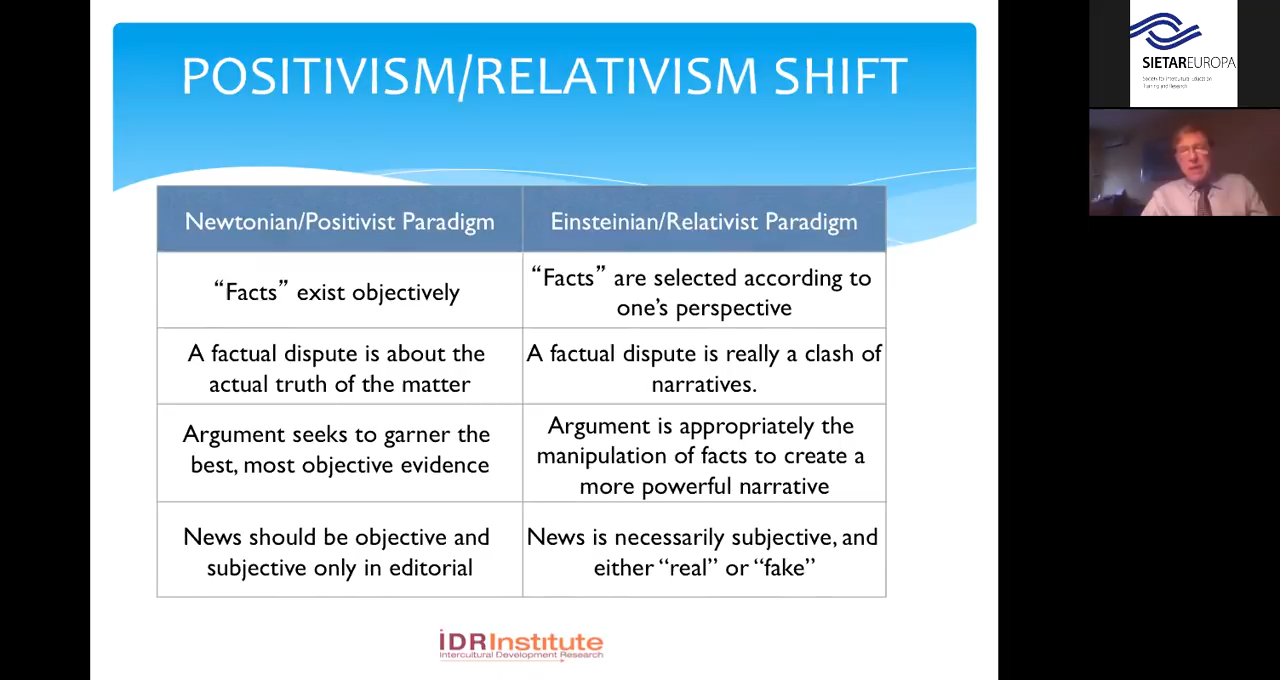 POSITIVISM/RELATIVISM SHIFT
Newtonian/Positivist Paradigm
Einsteinian/Relativist Paradigm
“Facts” exist objectively
“Facts” are selected according to
one’s perspective
A factual dispute is about the
actual truth of the matter
A factual dispute is really a clash of
narratives.
Argument seeks to garner the
best, most objective evidence
Argument is appropriately the
manipulation of facts to create a
more powerful narrative
News should be objective and
subjective only in editorial
News is necessarily subjective, and
either “real” or “fake”
iDRInstitute
Intercultural Development Research
SIETAREUROPA
Society for Intercultural Education
Training and Research